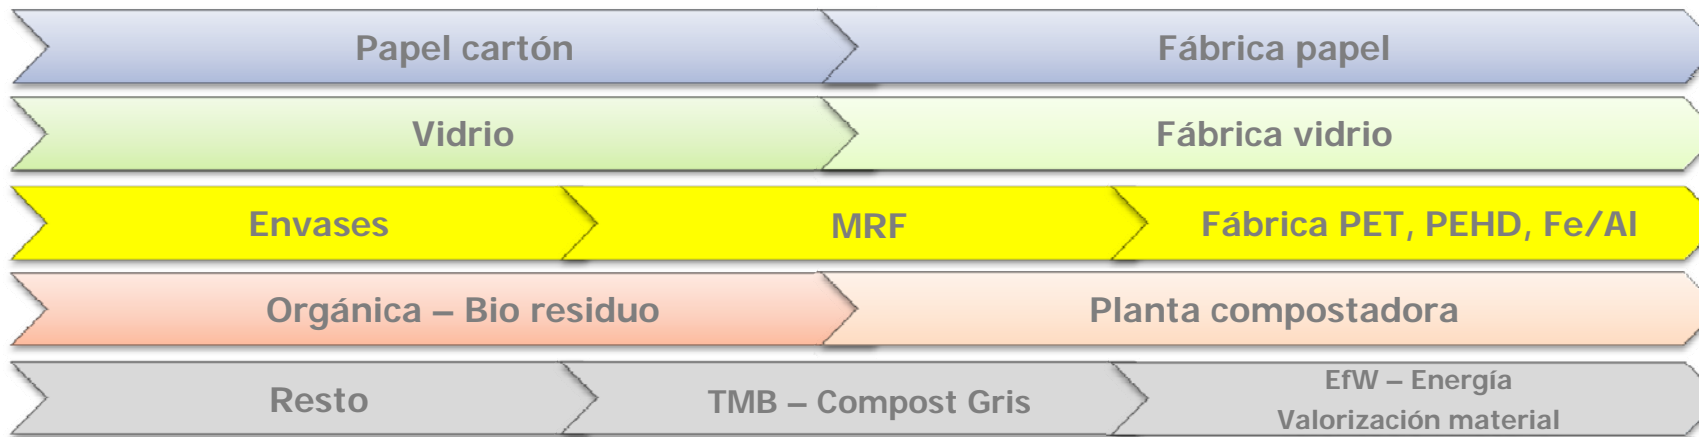 Papel cartón
Fábrica papel
Vidrio
Fábrica vidrio
Envases
MRF
Fábrica PET, PEHD, Fe/Al
Orgánica – Bio residuo
Planta compostadora
Resto
TMB – Compost Gris
EfW – Energía
Valorización material